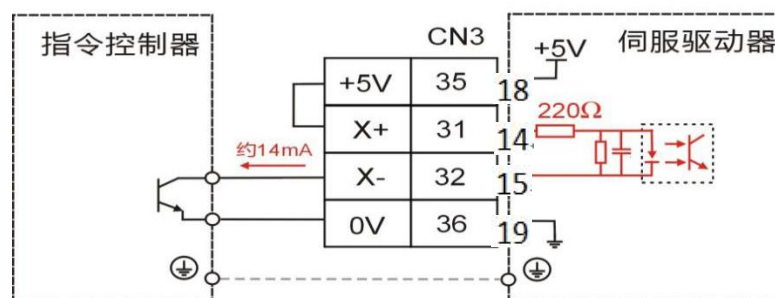 指令控制器
CN3
+5V
伺服驱动器
+5V 35 18
220Ω
X+ 31 14
约14mA
X- 32 15
0V 36 19